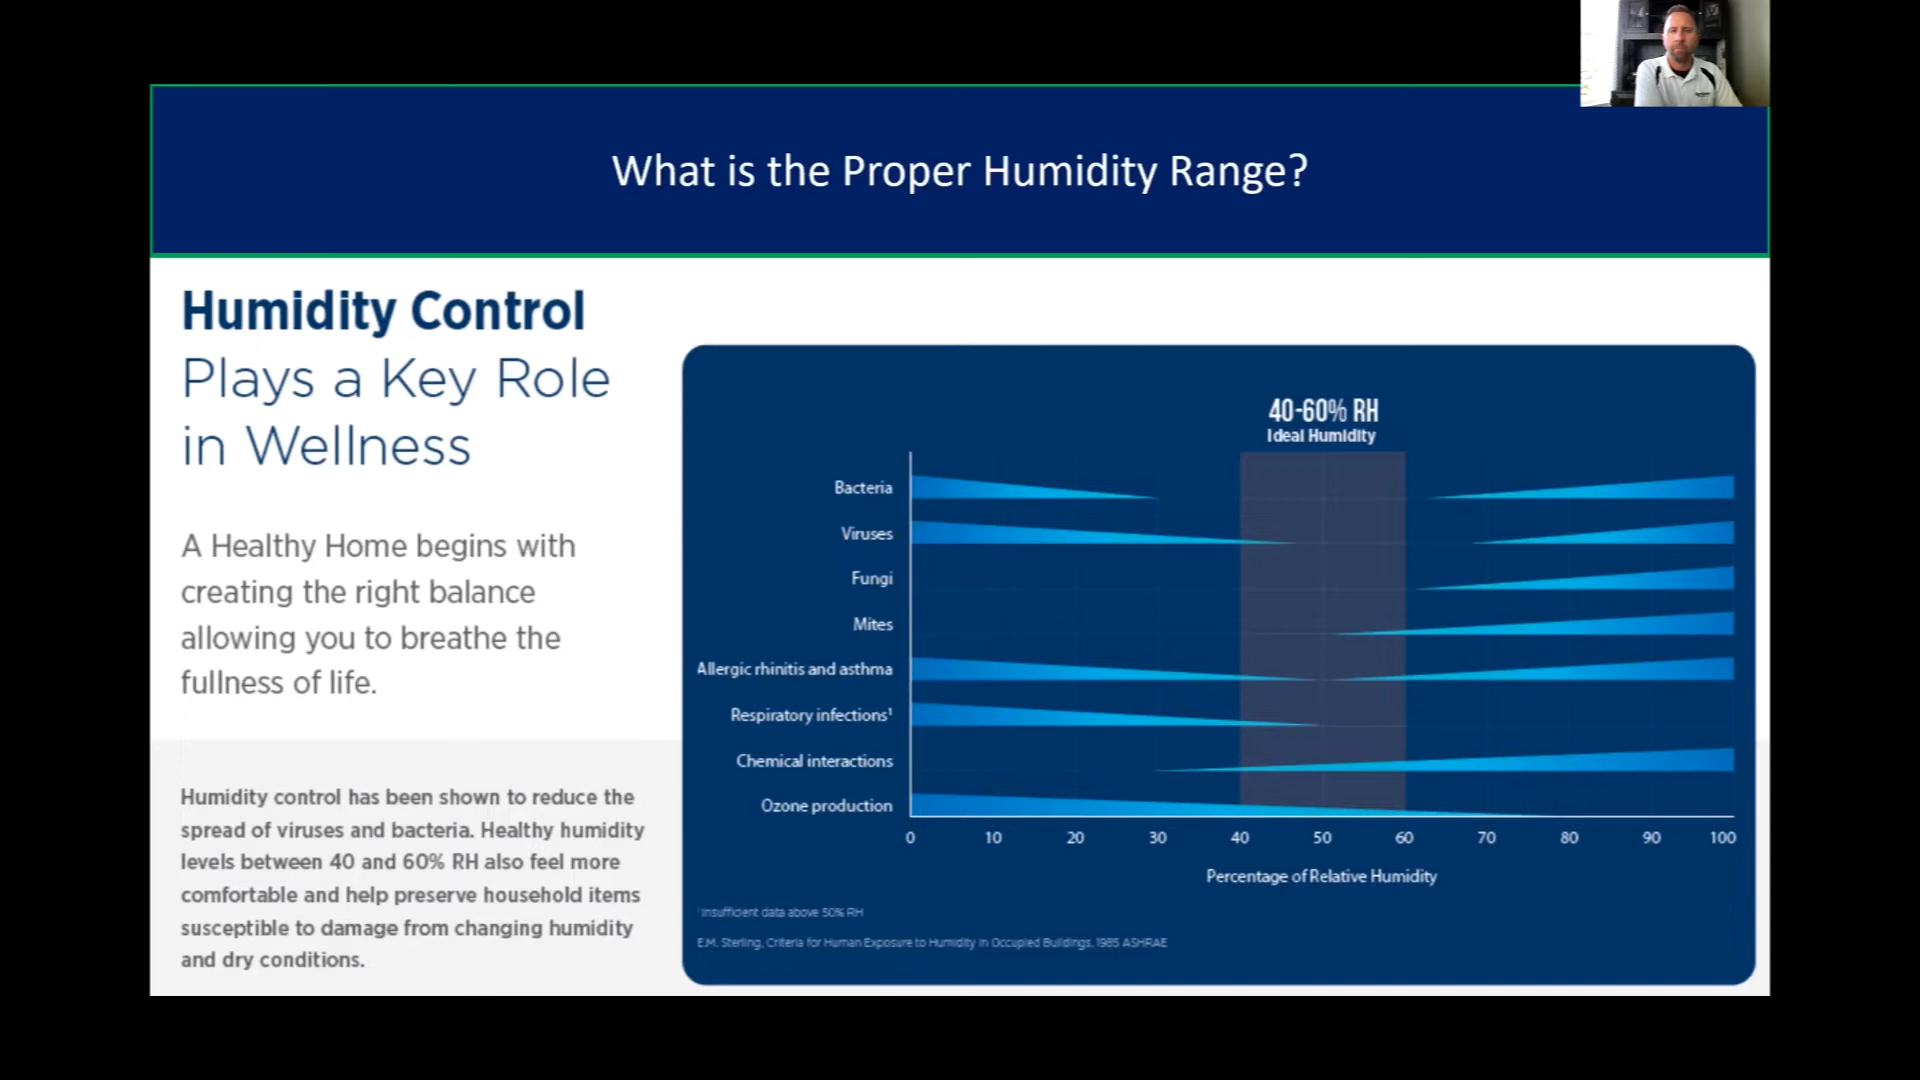 What is the Proper Humidity Range?
Humidity Control
Plays a Key Role
in Wellness
A Healthy Home begins with
creating the right balance
allowing you to breathe the
fullness of life.
Humidity control has been shown to reduce the
spread of viruses and bacteria. Healthy humidity
levels between 40 and 60% RH also feel more
comfortable and help preserve household items
susceptible to damage from changing humidity
and dry conditions.
40-60% RH
Ideal Humidity
Bacteria
Viruses
Fungi
Mites
Allergic rhinitis and asthma
Respiratory infections¹
Chemical interactions
Ozone production
0 10 20 30 40 50 60 70 80 90 100
Percentage of Relative Humidity
¹Insufficient data above 50% RH
E.M. Sterling, Criteria for Human Exposure to Humidity in Occupied Buildings, 1985 ASHRAE